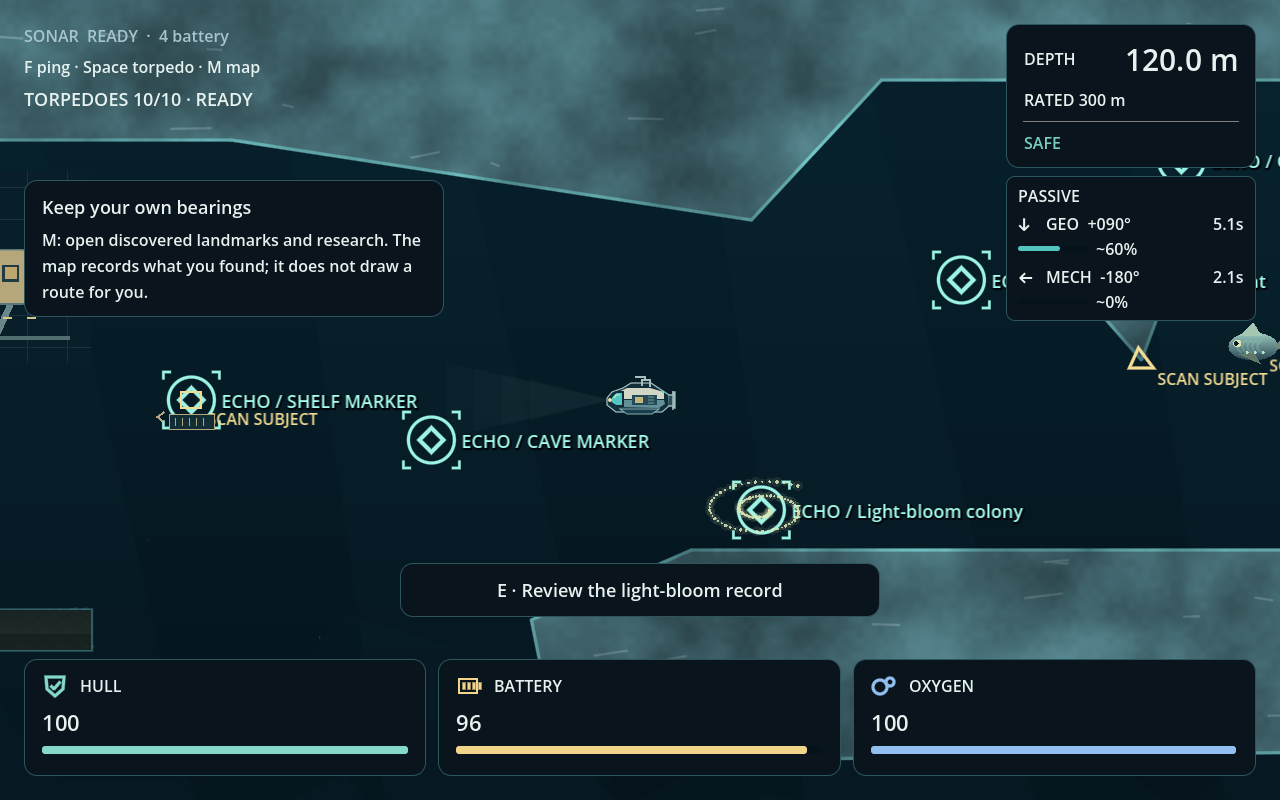 SONAR READY · 4 battery
F ping · Space torpedo · M map
TORPEDOES 10/10 · READY
DEPTH 120.0 m
RATED 300 m
SAFE
PASSIVE
↓ GEO +090° 5.1s
~60%
← MECH -180° 2.1s
~0%
Keep your own bearings
M: open discovered landmarks and research. The
map records what you found; it does not draw a
route for you.
SCAN SUBJECT
ECHO / SHELF MARKER
CAN SUBJECT
ECHO / CAVE MARKER
ECHO / Light-bloom colony
E · Review the light-bloom record
HULL
100
BATTERY
96
OXYGEN
100